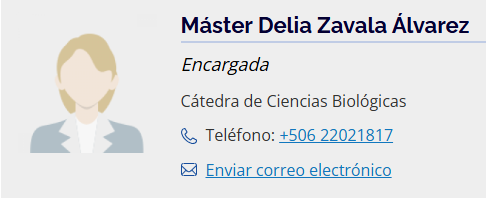 Máster Delia Zavala Álvarez
Encargada
Cátedra de Ciencias Biológicas
Teléfono: +506 22021817
Enviar correo electrónico